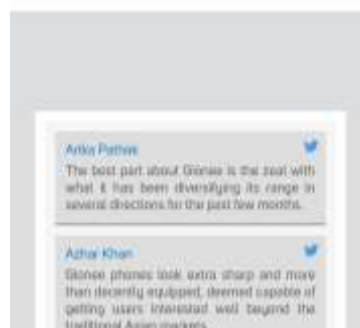 Anika Pathak
The best part about Gionee is the zeal with
what it has been diversifying its range in
several directions for the past few months.
Azhar Khan
Gionee phones look extra sharp and more
than decently equipped, deemed capable of
getting users interested well beyond the
traditional Asian markets.